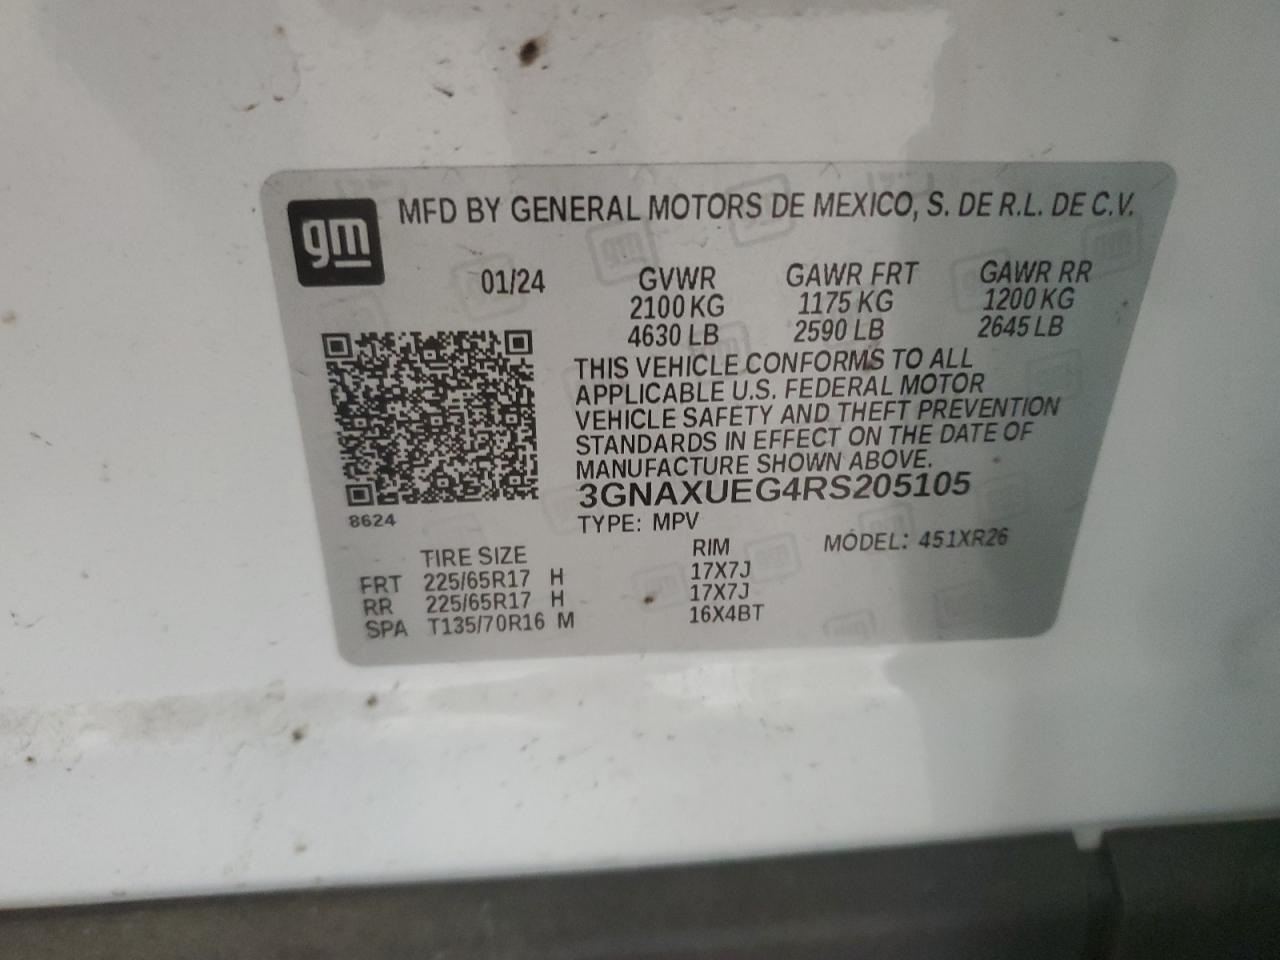 gm
MFD BY GENERAL MOTORS DE MEXICO, S. DE R.L. DE C.V.
01/24 GVWR GAWR FRT GAWR RR
2100 KG 1175 KG 1200 KG
4630 LB 2590 LB 2645 LB
THIS VEHICLE CONFORMS TO ALL
APPLICABLE U.S. FEDERAL MOTOR
VEHICLE SAFETY AND THEFT PREVENTION
STANDARDS IN EFFECT ON THE DATE OF
MANUFACTURE SHOWN ABOVE.
3GNAXUEG4RS205105
8624
TYPE: MPV MODEL: 451XR26
TIRE SIZE RIM
FRT 225/65R17 H 17X7J
RR 225/65R17 H 17X7J
SPA T135/70R16 M 16X4BT